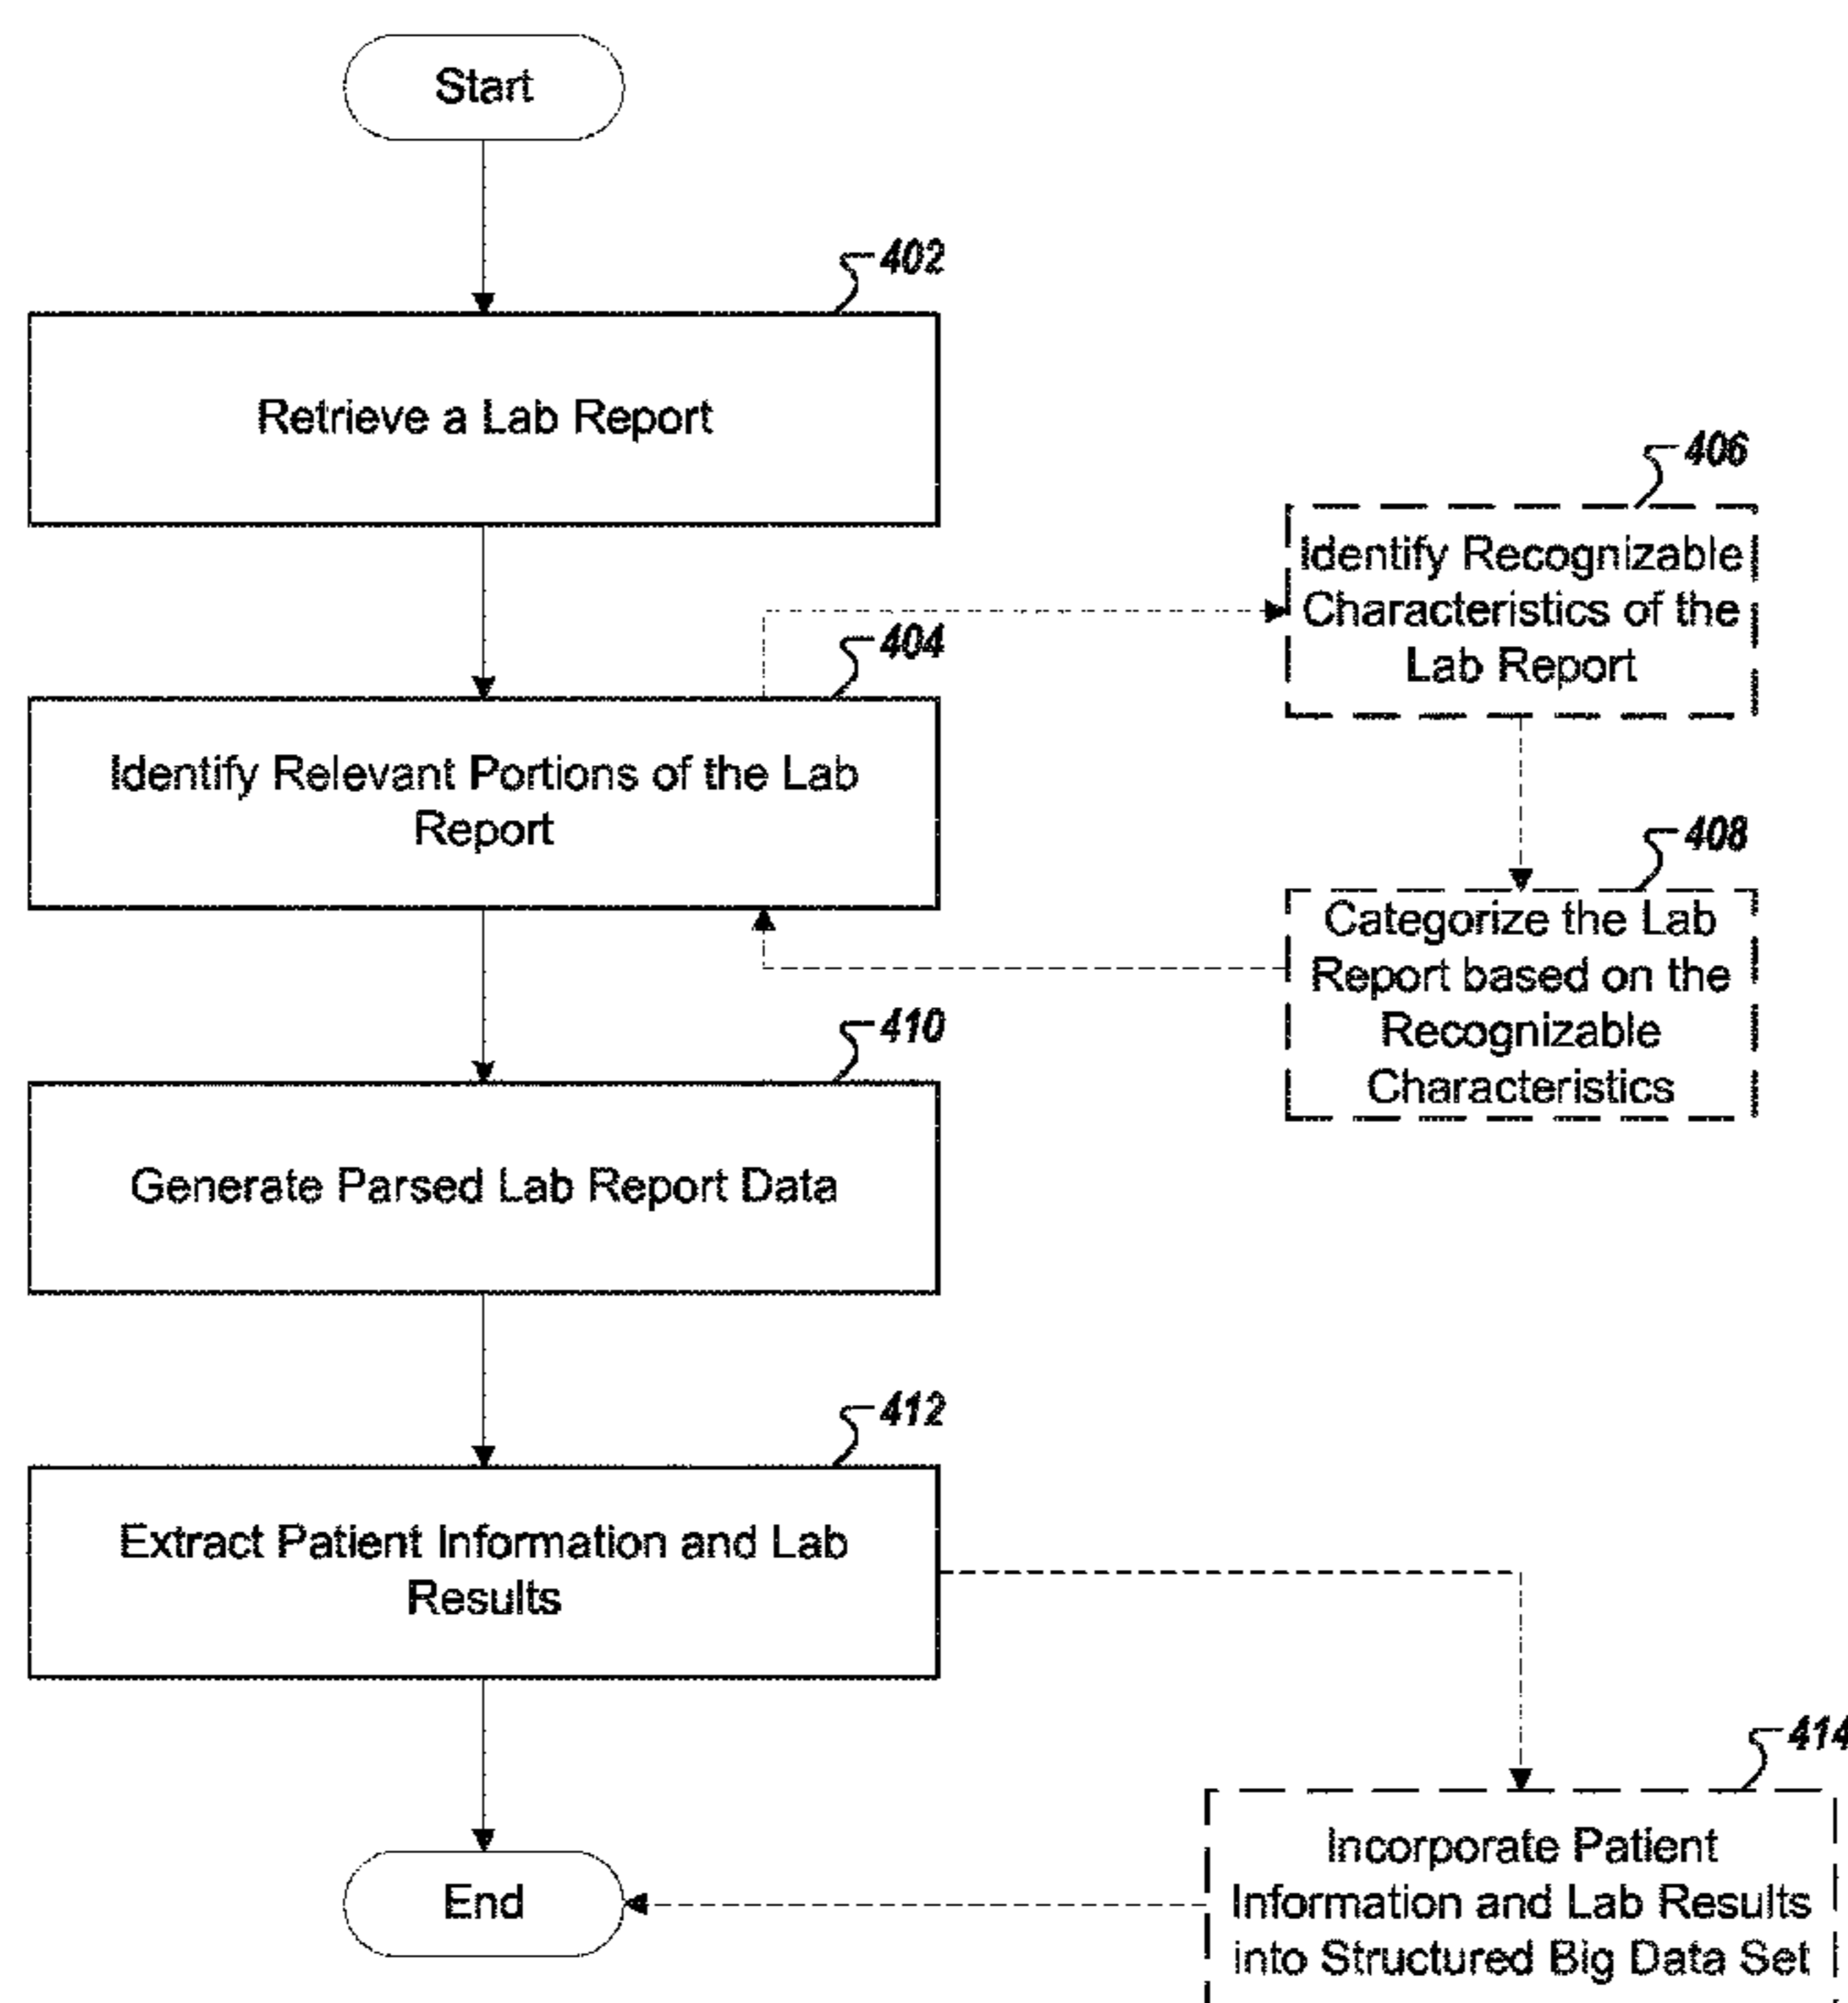 Start
402
Retrieve a Lab Report
406
Identify Recognizable
Characteristics of the
Lab Report
404
Identify Relevant Portions of the Lab
Report
408
Categorize the Lab
Report based on the
Recognizable
Characteristics
410
Generate Parsed Lab Report Data
412
Extract Patient Information and Lab
Results
414
Incorporate Patient
Information and Lab Results
into Structured Big Data Set
End